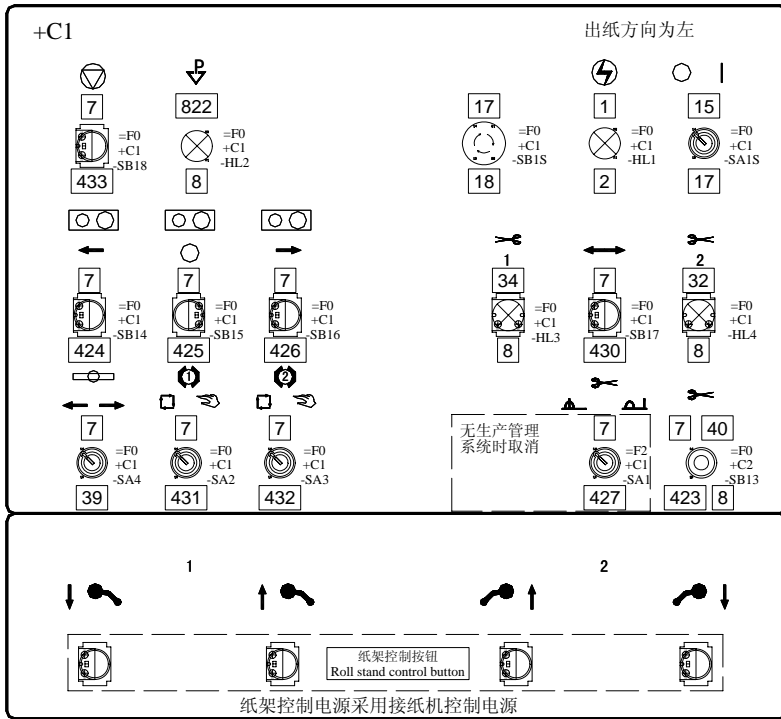 +C1
出纸方向为左
P
7
822
17
1
15
=F0
+C1
-SB18
=F0
+C1
-HL2
=F0
+C1
-SB1S
=F0
+C1
-HL1
=F0
+C1
-SA1S
433
8
18
2
17
1
2
7
7
7
34
7
32
=F0
+C1
-SB14
=F0
+C1
-SB15
=F0
+C1
-SB16
=F0
+C1
-HL3
=F0
+C1
-SB17
=F0
+C1
-HL4
424
425
426
8
430
8
1
2
无生产管理
系统时取消
7
7
7
7
7
40
=F0
+C1
-SA4
=F0
+C1
-SA2
=F0
+C1
-SA3
=F2
+C1
-SA1
=F0
+C2
-SB13
39
431
432
427
423
8
1
2
纸架控制按钮
Roll stand control button
纸架控制电源采用接纸机控制电源